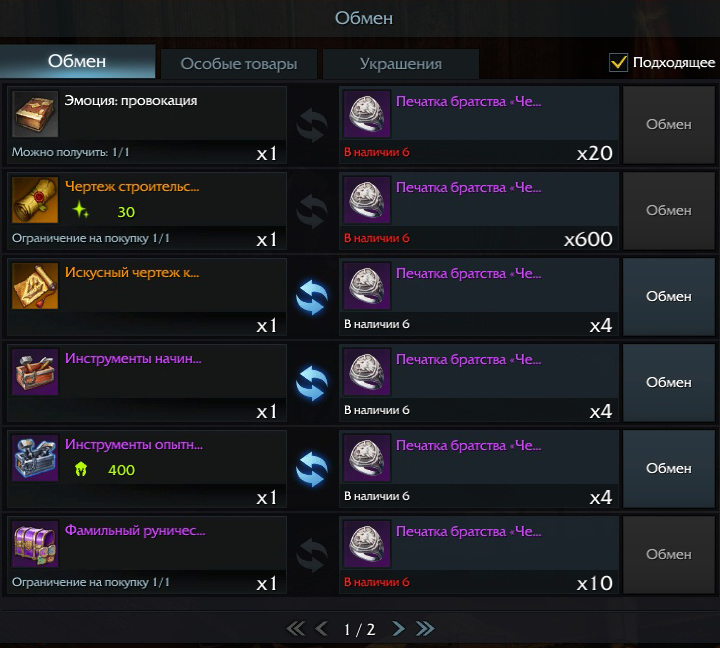 Обмен
Обмен
Особые товары
Украшения
Подходящее
Эмоция: провокация
Можно получить: 1/1
x1
Печатка братства «Че...
В наличии 6
x20
Обмен
Чертеж строительс...
30
Ограничение на покупку 1/1
x1
Печатка братства «Че...
В наличии 6
x600
Обмен
Искусный чертеж к...
x1
Печатка братства «Че...
В наличии 6
x4
Обмен
Инструменты начин...
x1
Печатка братства «Че...
В наличии 6
x4
Обмен
Инструменты опытн...
400
x1
Печатка братства «Че...
В наличии 6
x4
Обмен
Фамильный руничес...
Ограничение на покупку 1/1
x1
Печатка братства «Че...
В наличии 6
x10
Обмен
1 / 2